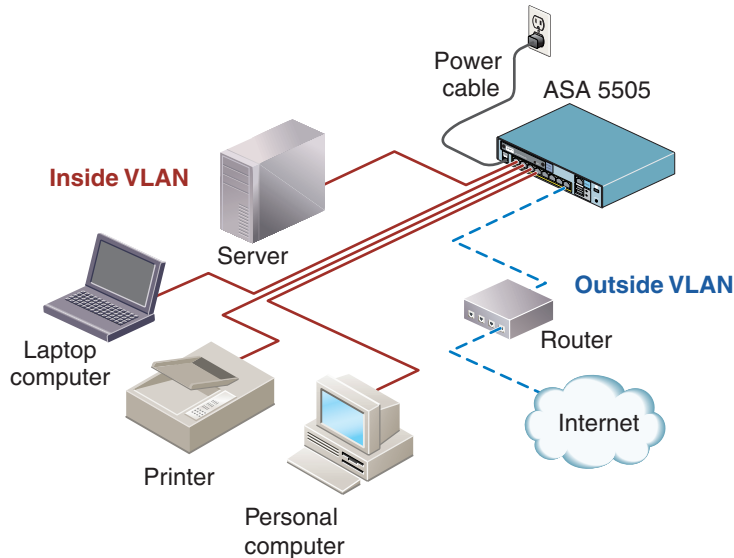 Power
cable
ASA 5505
Inside VLAN
Server
Outside VLAN
Laptop
computer
Router
Printer
Internet
Personal
computer